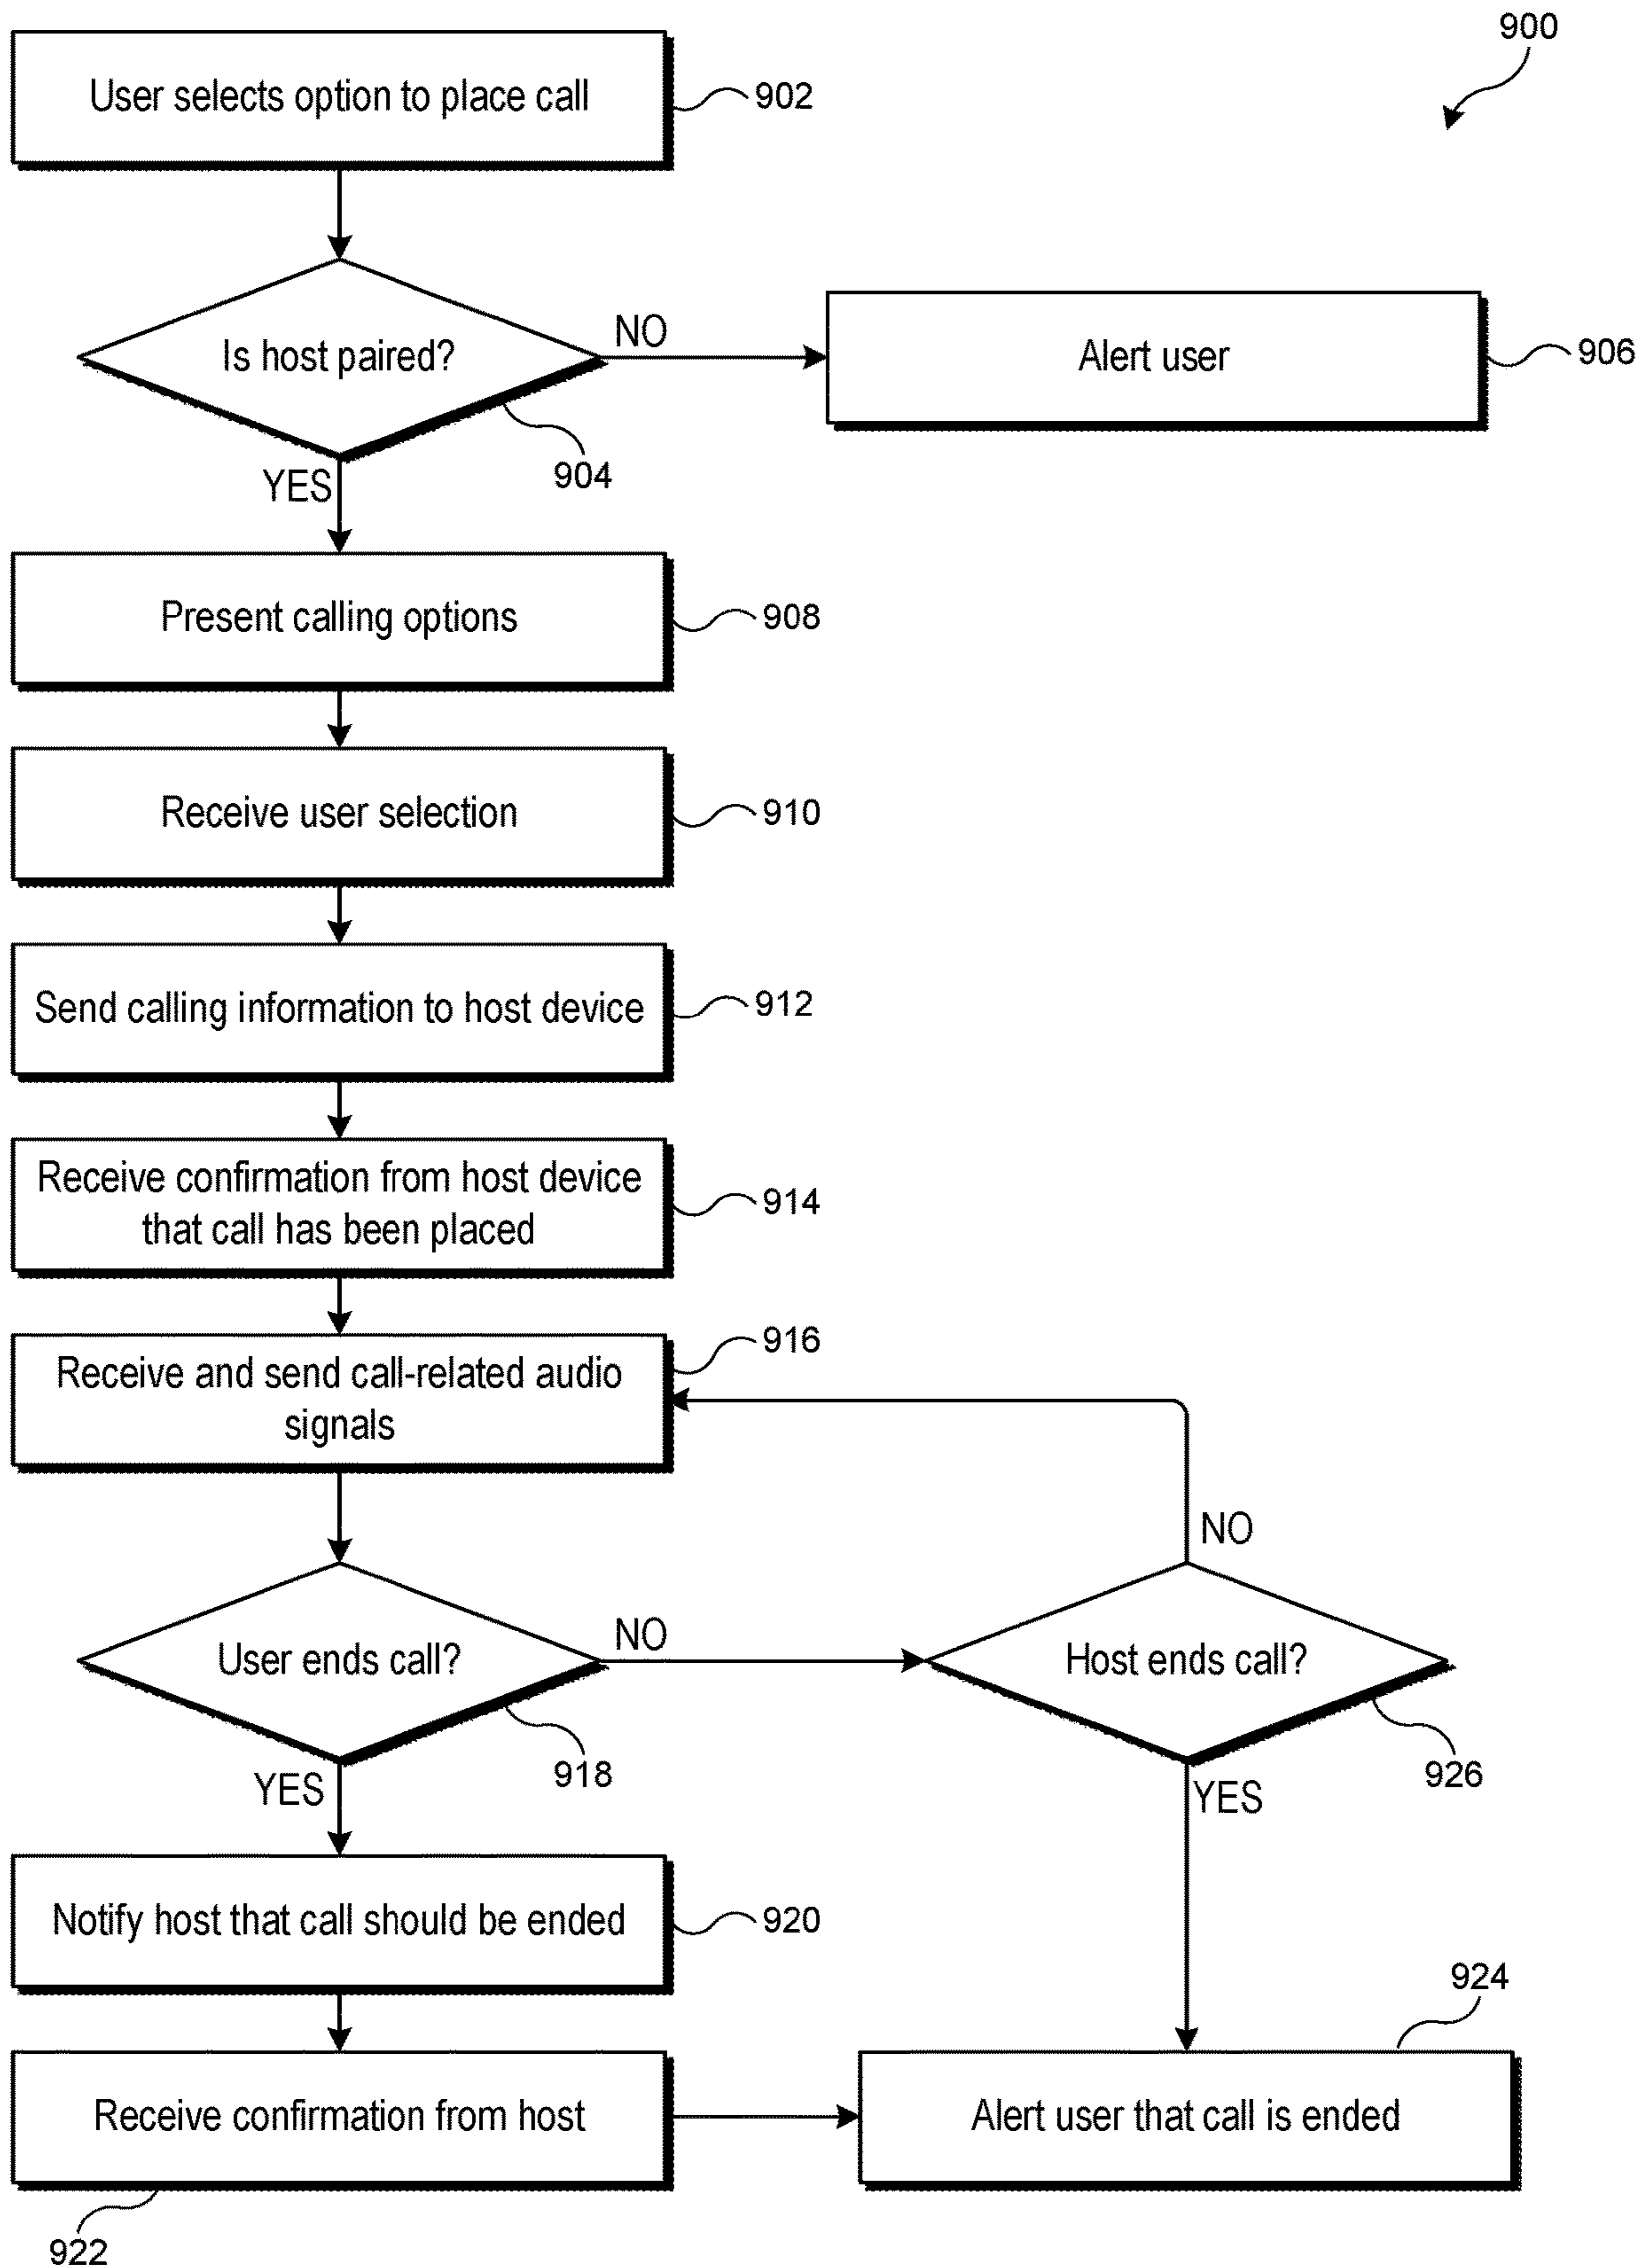 900
User selects option to place call
902
Is host paired?
NO
Alert user
906
904
YES
Present calling options
908
Receive user selection
910
Send calling information to host device
912
Receive confirmation from host device
that call has been placed
914
Receive and send call-related audio
signals
916
NO
User ends call?
NO
Host ends call?
918
926
YES
YES
Notify host that call should be ended
920
924
Receive confirmation from host
Alert user that call is ended
922